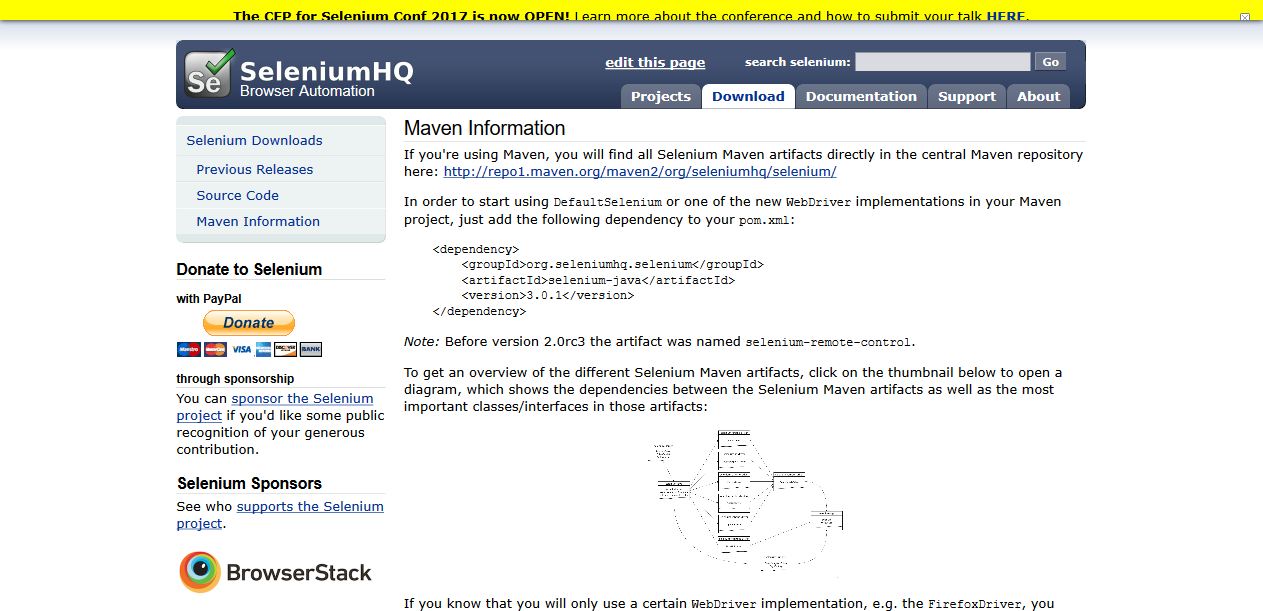 The CFP for Selenium Conf 2017 is now OPEN! Learn more about the conference and how to submit your talk HERE.
Se SeleniumHQ
Browser Automation
edit this page search selenium: Go
Projects Download Documentation Support About
Selenium Downloads
Previous Releases
Source Code
Maven Information
Donate to Selenium
with PayPal
Donate
Maestro MasterCard VISA DISCOVER BANK
through sponsorship
You can sponsor the Selenium
project if you'd like some public
recognition of your generous
contribution.
Selenium Sponsors
See who supports the Selenium
project.
BrowserStack
Maven Information
If you're using Maven, you will find all Selenium Maven artifacts directly in the central Maven repository
here: http://repo1.maven.org/maven2/org/seleniumhq/selenium/
In order to start using DefaultSelenium or one of the new WebDriver implementations in your Maven
project, just add the following dependency to your pom.xml:
<dependency>
<groupId>org.seleniumhq.selenium</groupId>
<artifactId>selenium-java</artifactId>
<version>3.0.1</version>
</dependency>
Note: Before version 2.0rc3 the artifact was named selenium-remote-control.
To get an overview of the different Selenium Maven artifacts, click on the thumbnail below to open a
diagram, which shows the dependencies between the Selenium Maven artifacts as well as the most
important classes/interfaces in those artifacts:
If you know that you will only use a certain WebDriver implementation, e.g. the FirefoxDriver, you